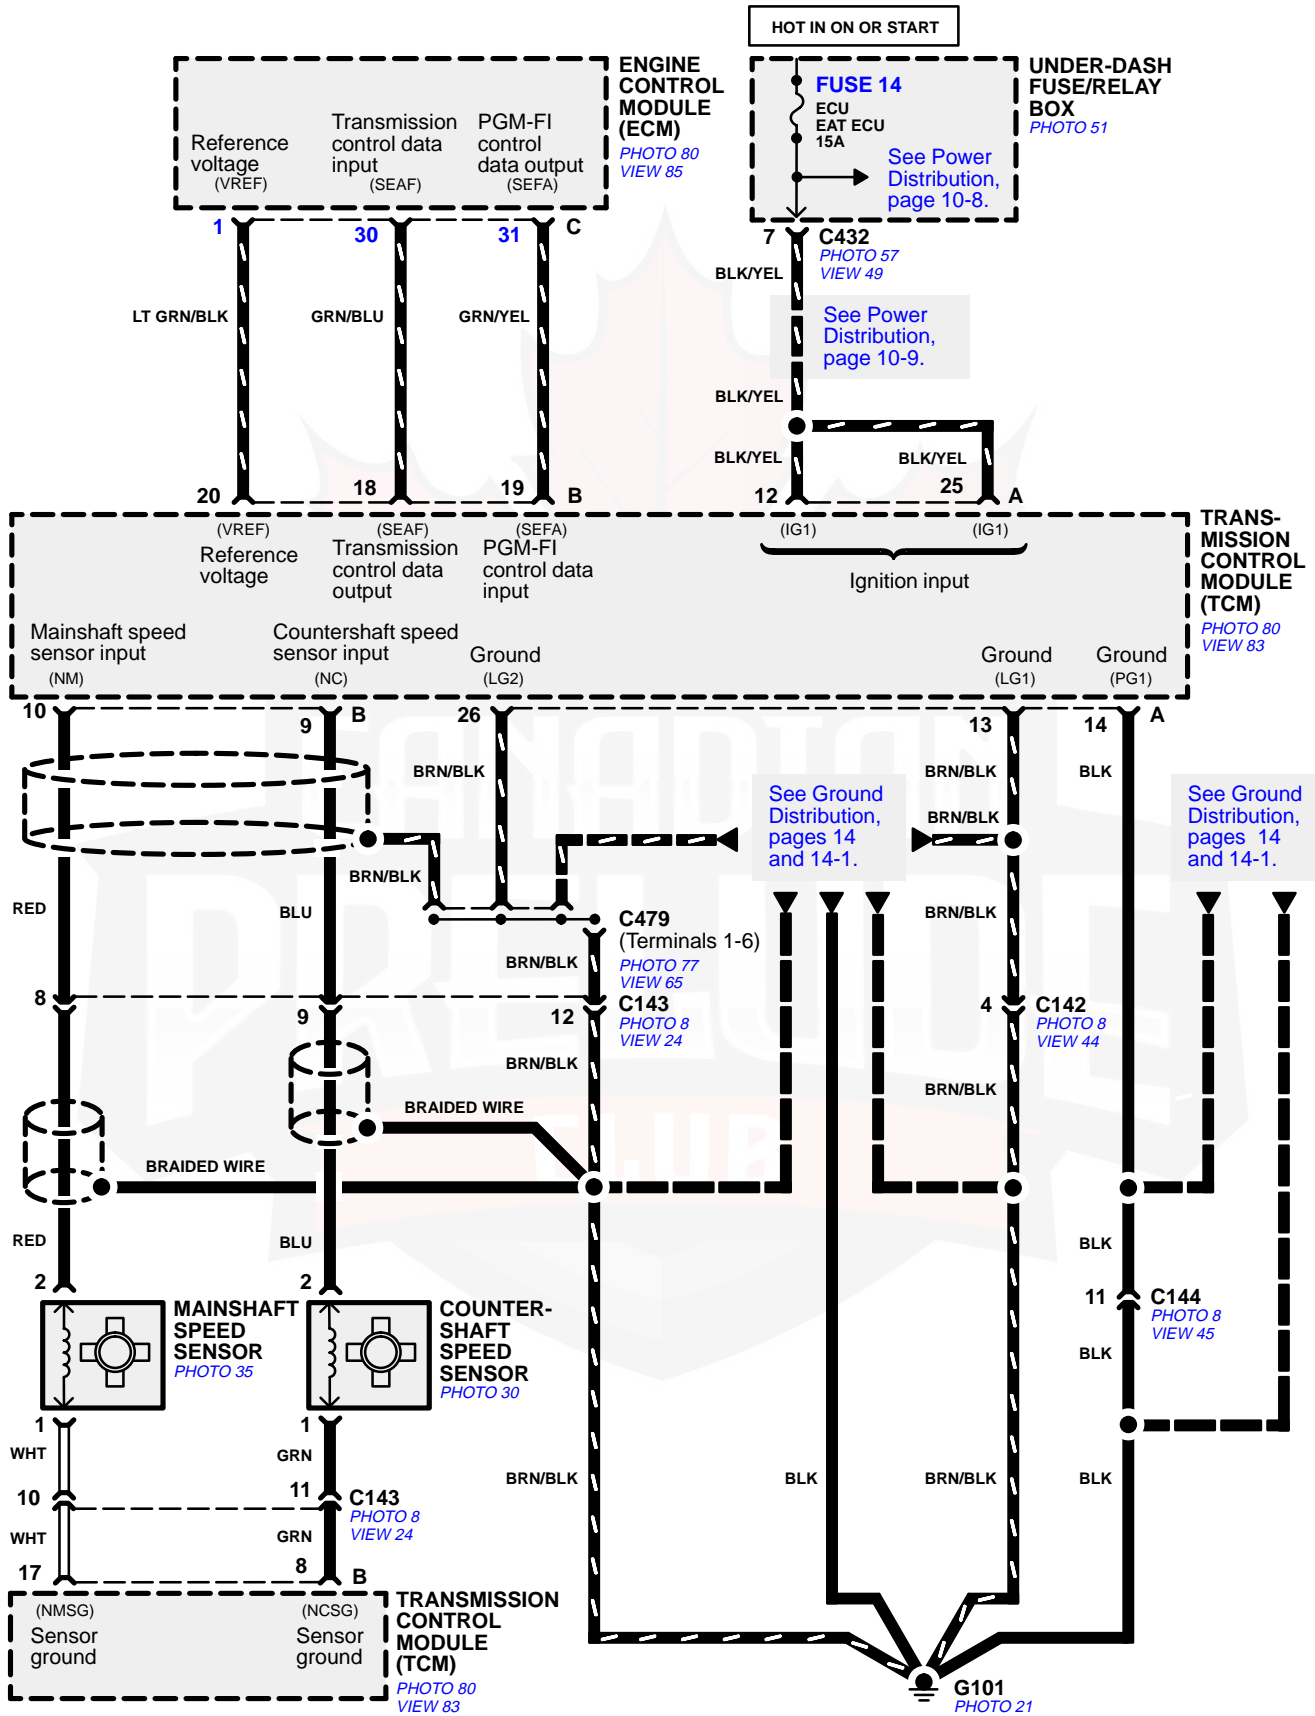 HOT IN ON OR START
ENGINE
CONTROL
MODULE
(ECM)
PHOTO 80
VIEW 85
Reference
voltage
(VREF)
Transmission
control data
input
(SEAF)
PGM-FI
control
data output
(SEFA)
UNDER-DASH
FUSE/RELAY
BOX
PHOTO 51
FUSE 14
ECU
EAT ECU
15A
See Power
Distribution,
page 10-8.
1
30
31
C
7
C432
PHOTO 57
VIEW 49
BLK/YEL
LT GRN/BLK
GRN/BLU
GRN/YEL
See Power
Distribution,
page 10-9.
BLK/YEL
BLK/YEL
BLK/YEL
20
18
19
B
12
25
A
(VREF)
Reference
voltage
(SEAF)
Transmission
control data
output
(SEFA)
PGM-FI
control data
input
(IG1)
(IG1)
Ignition input
TRANS-
MISSION
CONTROL
MODULE
(TCM)
PHOTO 80
VIEW 83
Mainshaft speed
sensor input
(NM)
Countershaft speed
sensor input
(NC)
Ground
(LG2)
Ground
(LG1)
Ground
(PG1)
10
9
B
26
13
14
A
CANADIAN
PRELUDE
CLUB
BRN/BLK
BRN/BLK
BLK
See Ground
Distribution,
pages 14
and 14-1.
BRN/BLK
See Ground
Distribution,
pages 14
and 14-1.
BRN/BLK
RED
BLU
BRN/BLK
C479
(Terminals 1-6)
PHOTO 77
VIEW 65
BRN/BLK
8
9
12
C143
PHOTO 8
VIEW 24
4
C142
PHOTO 8
VIEW 44
BRN/BLK
BRN/BLK
BRAIDED WIRE
BRAIDED WIRE
RED
BLU
BLK
2
2
11
C144
PHOTO 8
VIEW 45
MAINSHAFT
SPEED
SENSOR
PHOTO 35
COUNTER-
SHAFT
SPEED
SENSOR
PHOTO 30
BLK
1
1
WHT
GRN
BRN/BLK
BLK
BRN/BLK
BLK
10
11
C143
PHOTO 8
VIEW 24
WHT
GRN
17
8
B
(NMSG)
Sensor
ground
(NCSG)
Sensor
ground
TRANSMISSION
CONTROL
MODULE
(TCM)
PHOTO 80
VIEW 83
G101
PHOTO 21